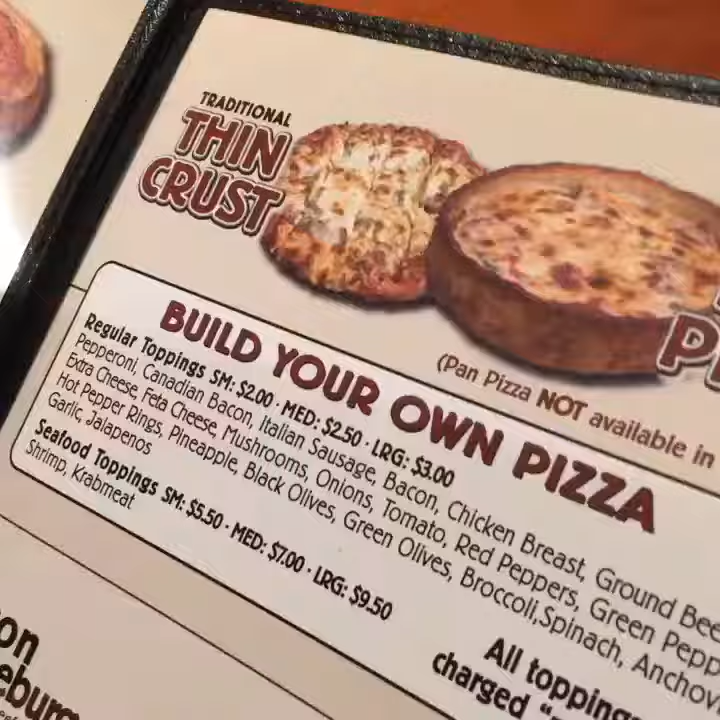 TRADITIONAL
THIN
CRUST
(Pan Pizza NOT available in
BUILD YOUR OWN PIZZA
Regular Toppings SM: $2.00 · MED: $2.50 · LRG: $3.00
Pepperoni, Canadian Bacon, Italian Sausage, Bacon, Chicken Breast, Ground Bee
Extra Cheese, Feta Cheese, Mushrooms, Onions, Tomato, Red Peppers, Green Pepp
Hot Pepper Rings, Pineapple, Black Olives, Green Olives, Broccoli,Spinach, Anchov
Garlic, Jalapenos
Seafood Toppings SM: $5.50 · MED: $7.00 · LRG: $9.50
Shrimp, Krabmeat
All topping
charged
on
eburg